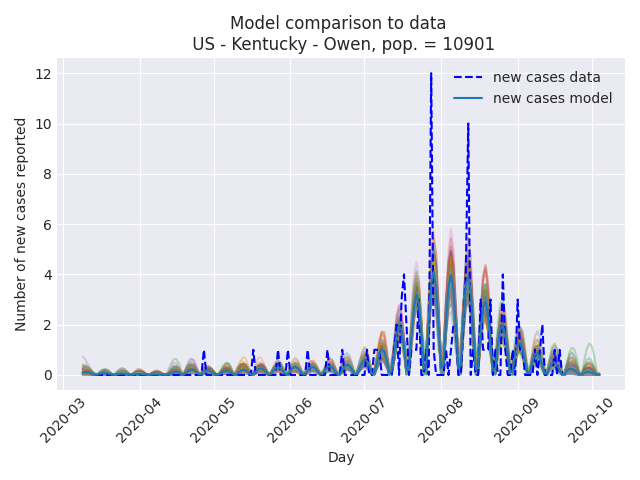 Model comparison to data
US - Kentucky - Owen, pop. = 10901
new cases data
new cases model
Number of new cases reported
12
10
8
6
4
2
0
2020-03
2020-04
2020-05
2020-06
2020-07
2020-08
2020-09
2020-10
Day